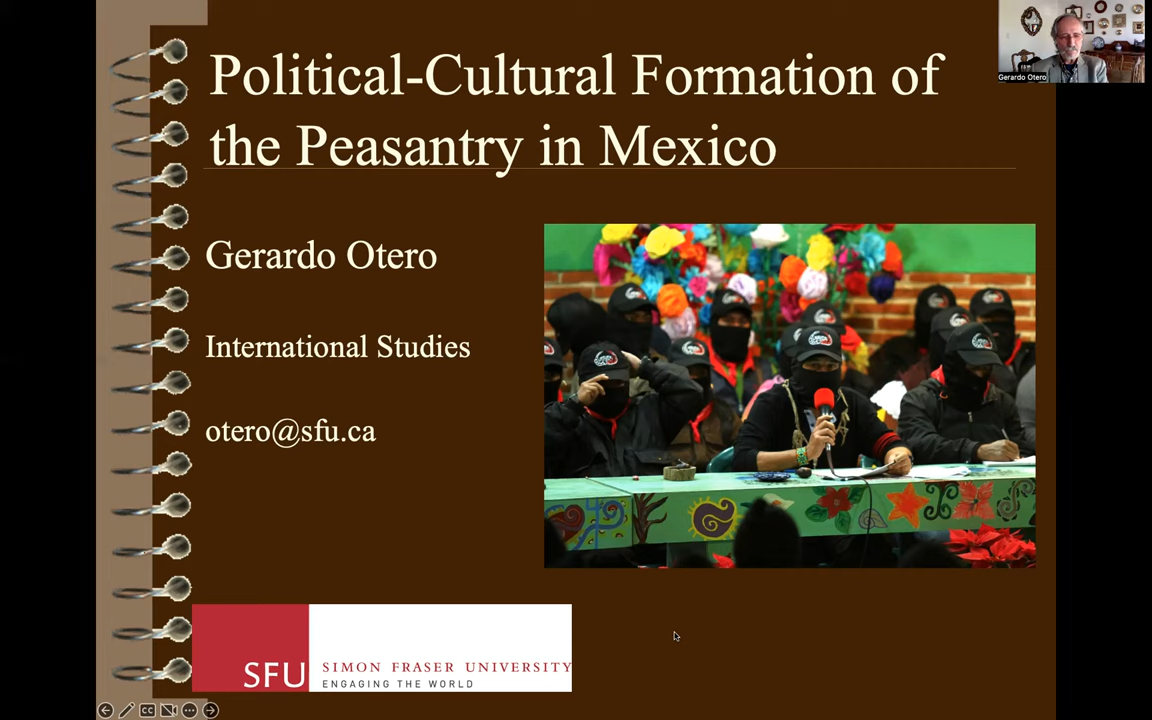 Political-Cultural Formation of
the Peasantry in Mexico
Gerardo Otero
Gerardo Otero
International Studies
otero@sfu.ca
SFU
SIMON FRASER UNIVERSITY
ENGAGING THE WORLD
CC